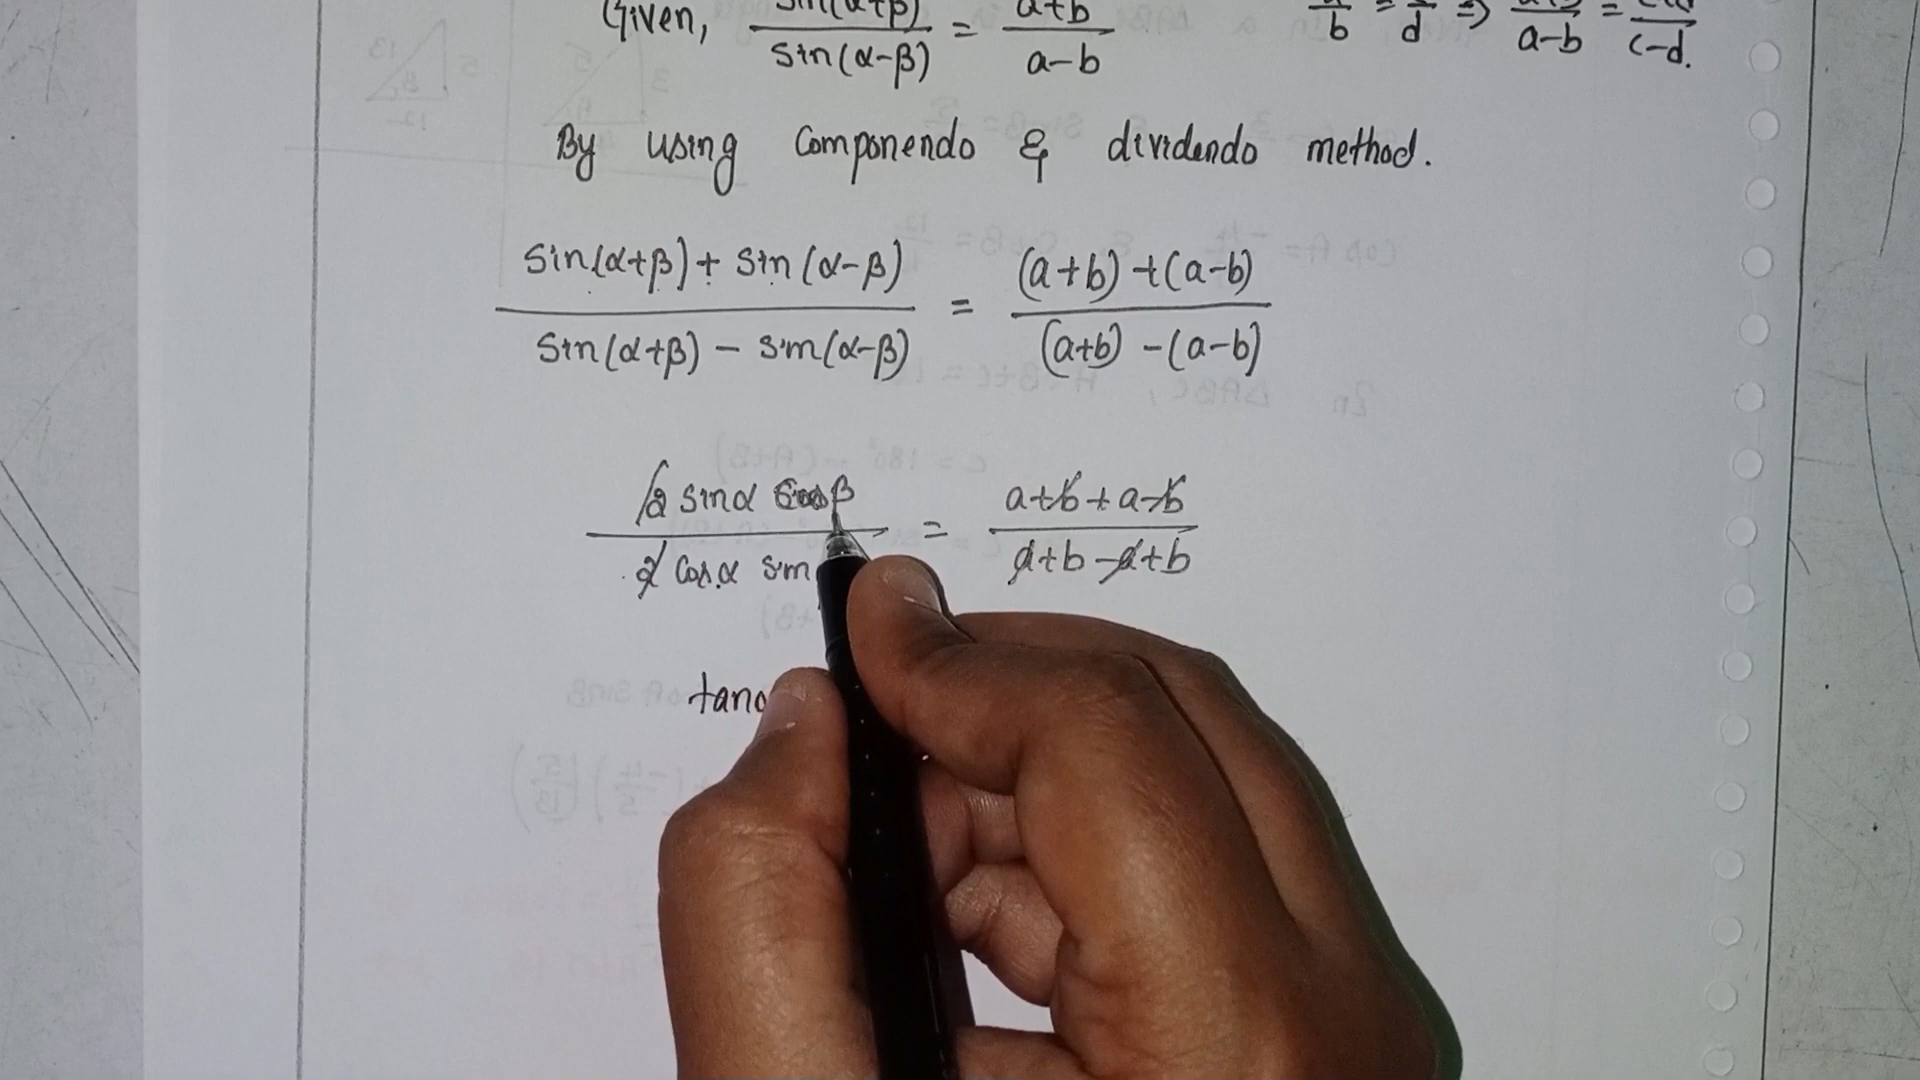 Given, sin(α+β)/sin(α-β) = a+b/a-b
a/b = c/d ⇒ a+b/a-b = c+d/c-d.
By using Componendo & dividendo method.
sin(α+β) + sin(α-β)/sin(α+β) - sin(α-β) = (a+b)+(a-b)/(a+b)-(a-b)
2 sinα cosβ/2 cosα sin = a+b+a-b/a+b-a+b
tanα